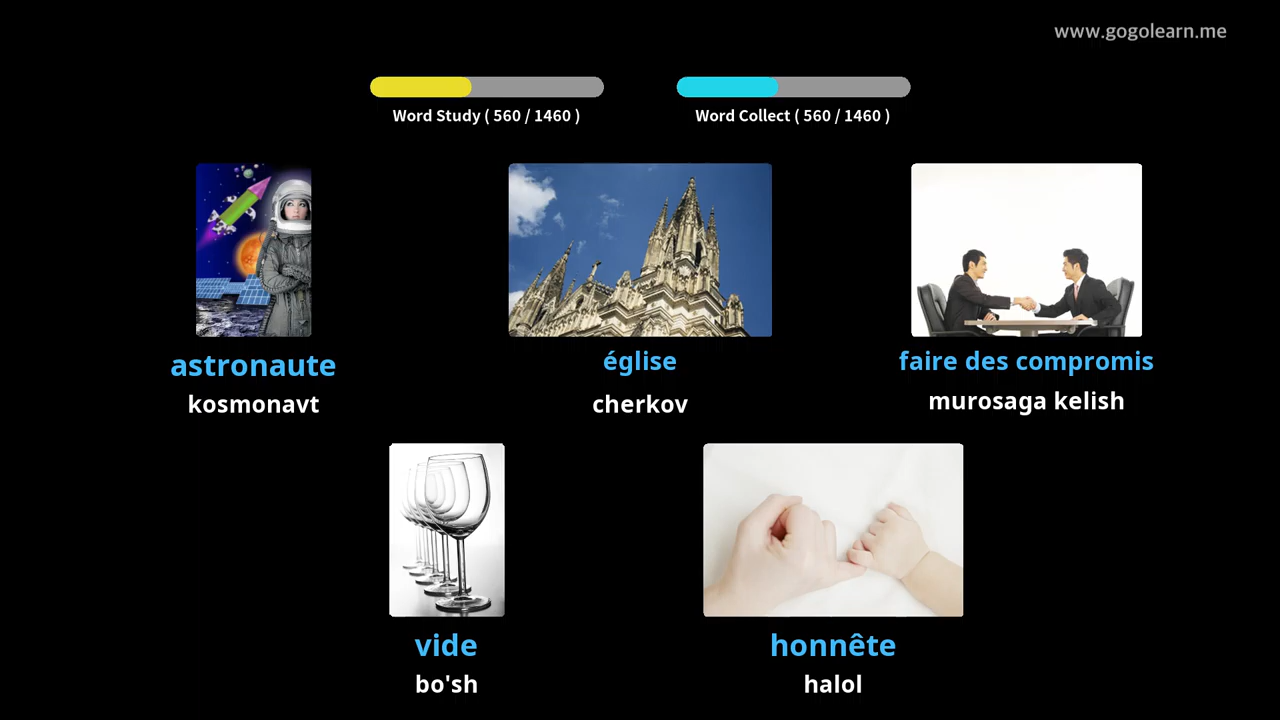 www.gogolearn.me
Word Study ( 560 / 1460 )
Word Collect ( 560 / 1460 )
astronaute
kosmonavt
église
cherkov
faire des compromis
murosaga kelish
vide
bo'sh
honnête
halol